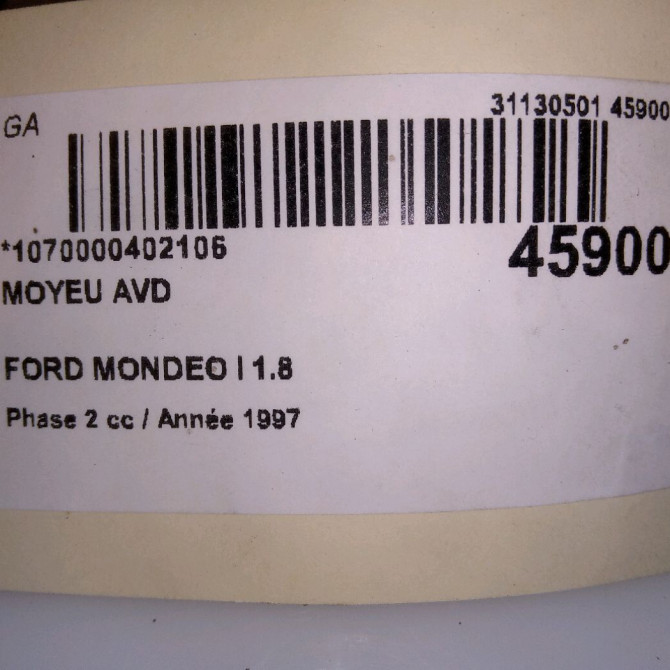 GA
31130501 45900
*1070000402106
45900
MOYEU AVD
FORD MONDEO I 1.8
Phase 2 cc / Année 1997